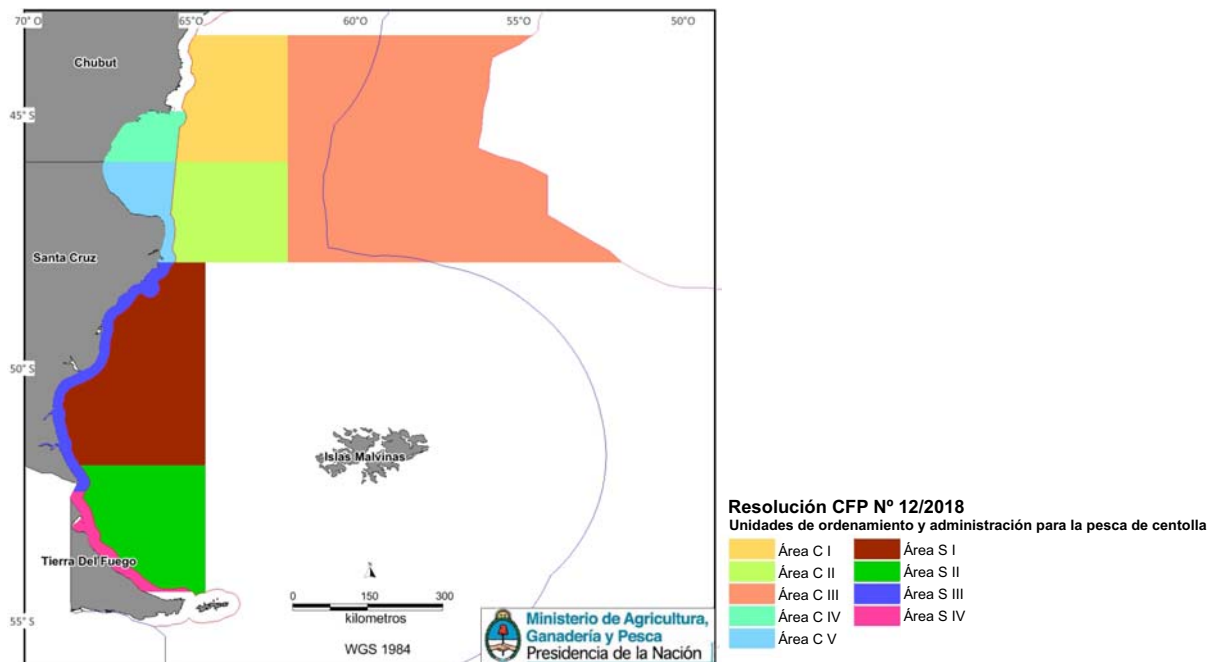 70° O
65°O
60°O
55°O
50°O
Chubut
45° S
Santa Cruz
50° S
Islas Malvinas
Tierra Del Fuego
55°S
0 150 300
kilometros
WGS 1984
Ministerio de Agricultura,
Ganadería y Pesca
Presidencia de la Nación
Resolución CFP Nº 12/2018
Unidades de ordenamiento y administración para la pesca de centolla
Área C I
Área C II
Área C III
Área C IV
Área C V
Área S I
Área S II
Área S III
Área S IV